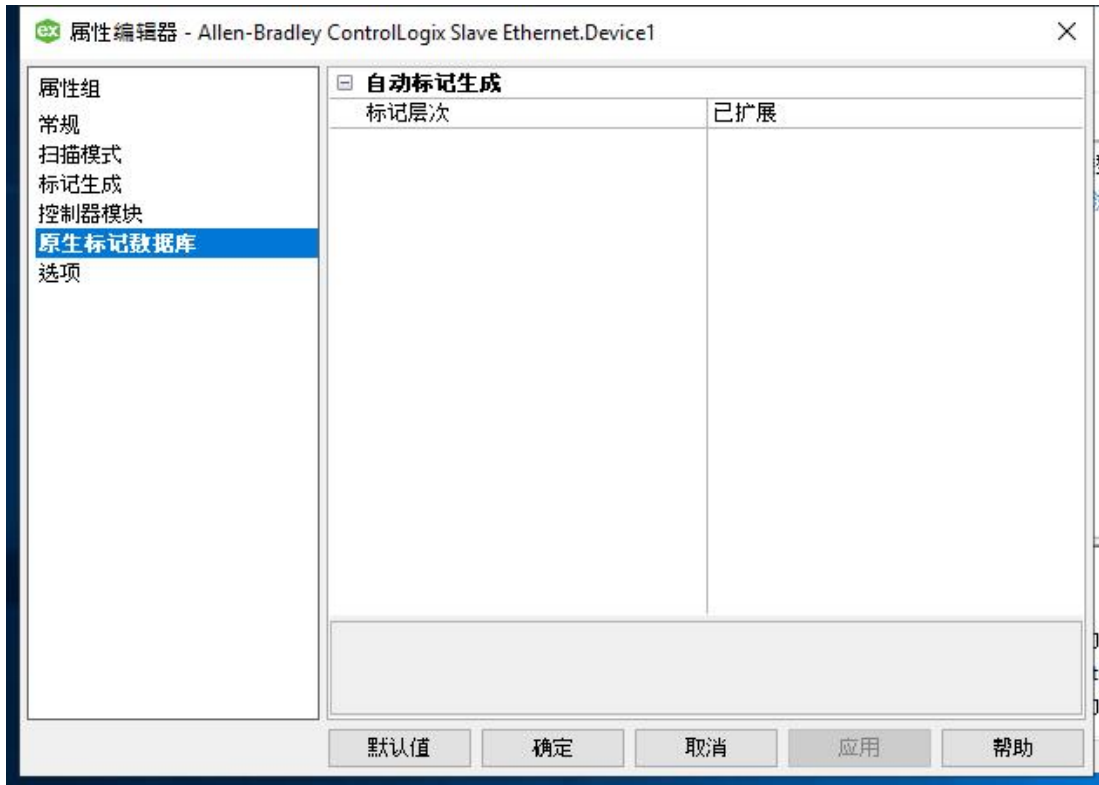 属性编辑器 - Allen-Bradley ControlLogix Slave Ethernet.Device1
属性组
常规
扫描模式
标记生成
控制器模块
原生标记数据库
选项
自动标记生成
标记层次 已扩展
默认值 确定 取消 应用 帮助